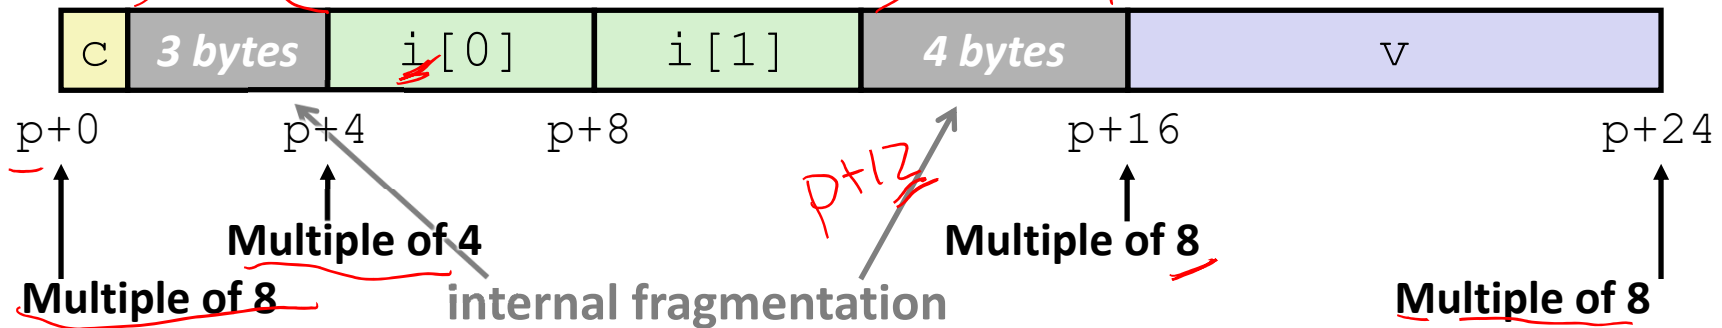 c 3 bytes i[0] i[1] 4 bytes v
p+0 p+4 p+8 p+16 p+24
p+12
Multiple of 4 Multiple of 8
Multiple of 8 internal fragmentation Multiple of 8